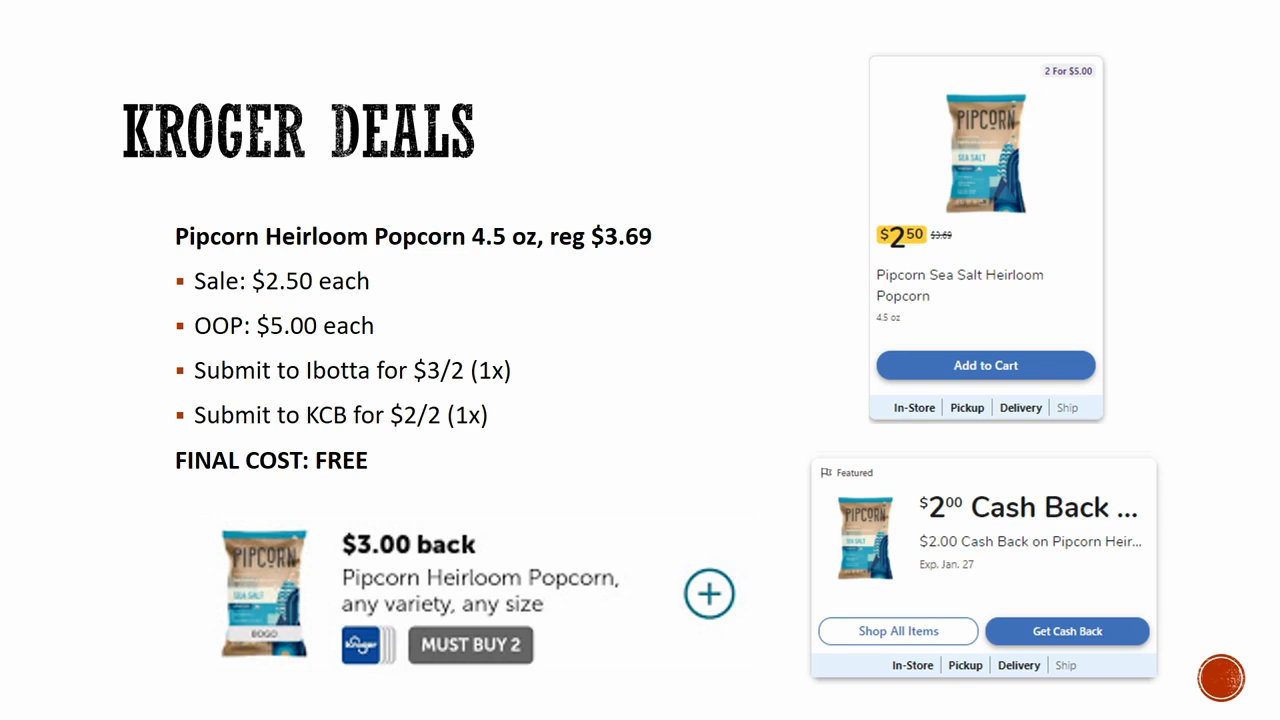 KROGER DEALS
Pipcorn Heirloom Popcorn 4.5 oz, reg $3.69
Sale: $2.50 each
OOP: $5.00 each
Submit to Ibotta for $3/2 (1x)
Submit to KCB for $2/2 (1x)
FINAL COST: FREE
$3.00 back
Pipcorn Heirloom Popcorn,
any variety, any size
Kroger
MUST BUY 2
PIPCORN
SEA SALT
BOGO
2 For $5.00
PIPCORN
SEA SALT
$2.50 $3.69
Pipcorn Sea Salt Heirloom
Popcorn
4.5 oz
Add to Cart
In-Store | Pickup | Delivery | Ship
Featured
PIPCORN
SEA SALT
$2.00 Cash Back ...
$2.00 Cash Back on Pipcorn Heir...
Exp. Jan. 27
Shop All Items
Get Cash Back
In-Store | Pickup | Delivery | Ship